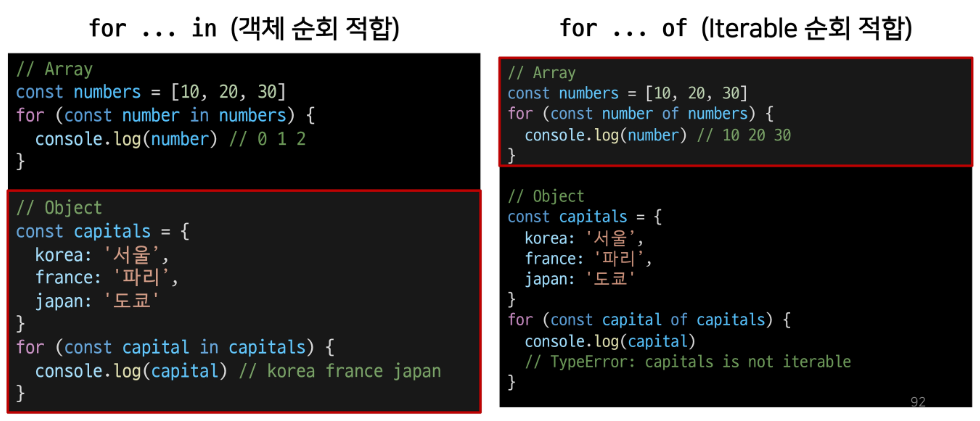 for ... in (객체 순회 적합)
// Array
const numbers = [10, 20, 30]
for (const number in numbers) {
  console.log(number) // 0 1 2
}
// Object
const capitals = {
  korea: '서울’,
  france: '파리’,
  japan: '도쿄'
}
for (const capital in capitals) {
  console.log(capital) // korea france japan
}
for ... of (Iterable 순회 적합)
// Array
const numbers = [10, 20, 30]
for (const number of numbers) {
  console.log(number) // 10 20 30
}
// Object
const capitals = {
  korea: '서울’,
  france: '파리’,
  japan: '도쿄'
}
for (const capital of capitals) {
  console.log(capital)
  // TypeError: capitals is not iterable
}
92